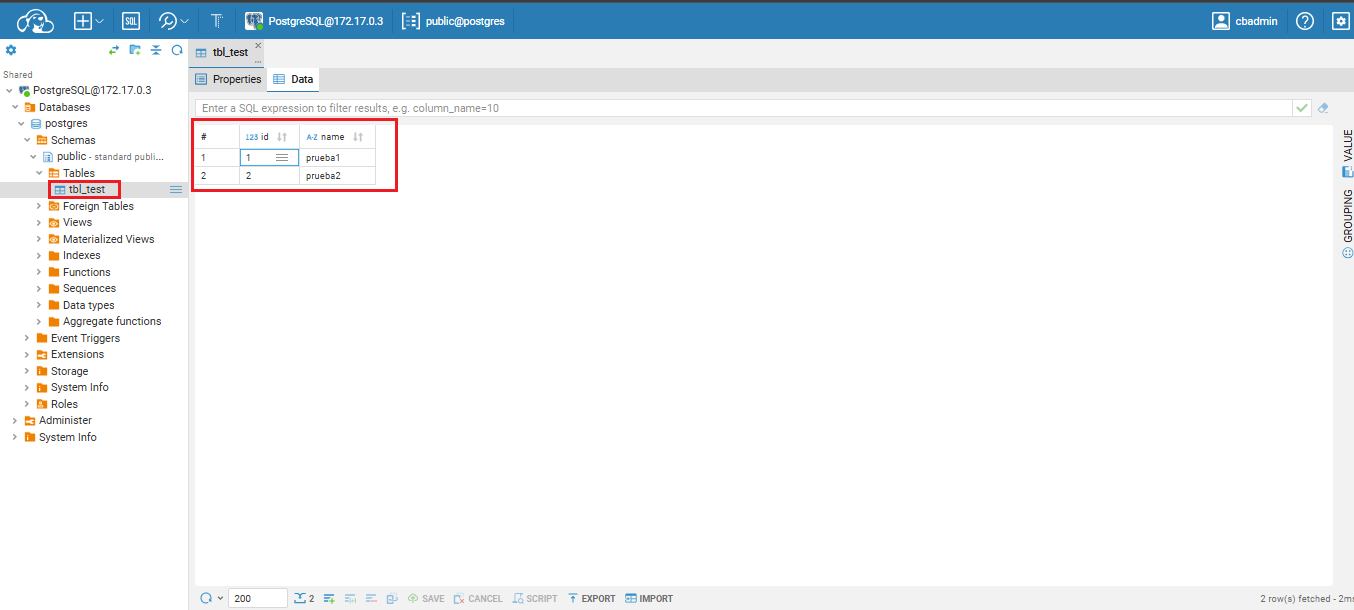 SQL
PostgreSQL@172.17.0.3
public@postgres
cbadmin
Shared
PostgreSQL@172.17.0.3
Databases
postgres
Schemas
public - standard publi...
Tables
tbl_test
Foreign Tables
Views
Materialized Views
Indexes
Functions
Sequences
Data types
Aggregate functions
Event Triggers
Extensions
Storage
System Info
Roles
Administer
System Info
tbl_test
Properties Data
Enter a SQL expression to filter results, e.g. column_name=10
# 123 id A-Z name
1 1 prueba1
2 2 prueba2
VALUE
GROUPING
200 2 SAVE CANCEL SCRIPT EXPORT IMPORT
2 row(s) fetched - 2ms